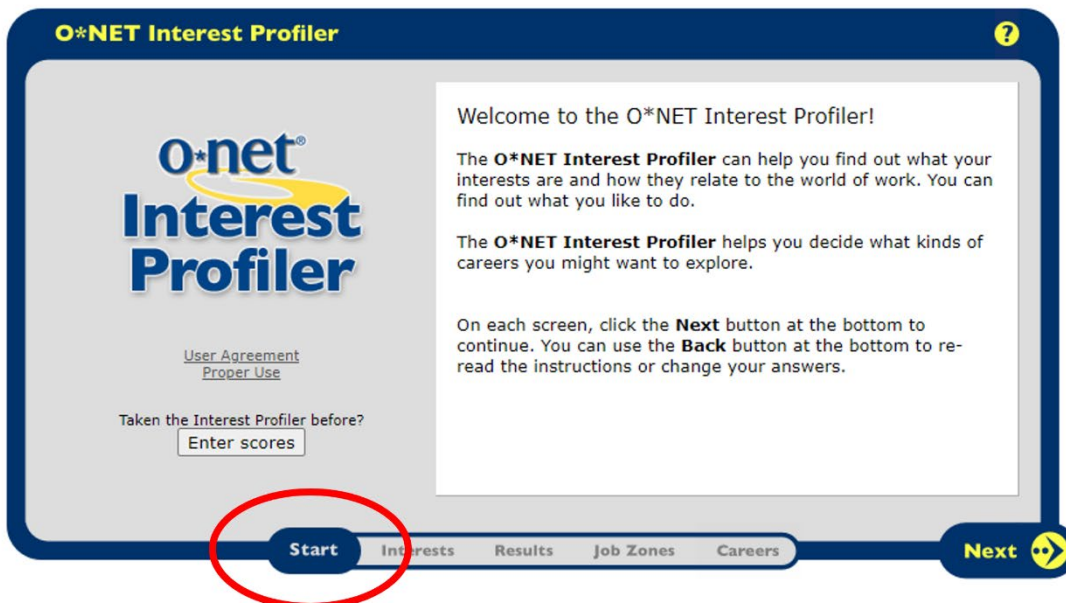 O*NET Interest Profiler
?
o*net®
Interest
Profiler
User Agreement
Proper Use
Taken the Interest Profiler before?
Enter scores
Welcome to the O*NET Interest Profiler!
The O*NET Interest Profiler can help you find out what your
interests are and how they relate to the world of work. You can
find out what you like to do.
The O*NET Interest Profiler helps you decide what kinds of
careers you might want to explore.
On each screen, click the Next button at the bottom to
continue. You can use the Back button at the bottom to re-
read the instructions or change your answers.
Start Interests Results Job Zones Careers
Next